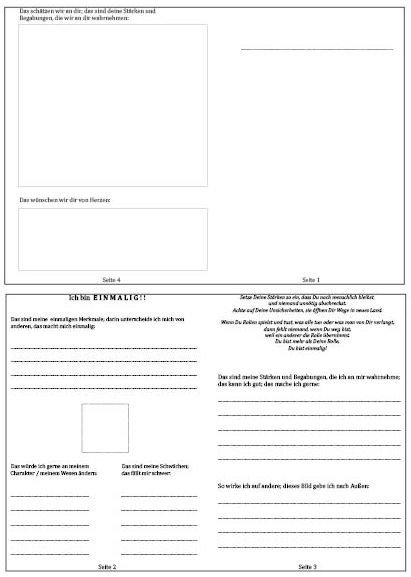 Das schätzen wir an dir; das sind deine Stärken und
Begabungen, die wir an dir wahrnehmen:
Das wünschen wir dir von Herzen:
Seite 4
Seite 1
Ich bin E I N M A L I G ! !
Das sind meine einmaligen Merkmale; darin unterscheide ich mich von
anderen, das macht mich einmalig:
Das würde ich gerne an meinem
Charakter / meinem Wesen ändern:
Das sind meine Schwächen;
das fällt mir schwer:
Seite 2
Setze Deine Stärken so ein, dass Du noch menschlich bleibst
und niemand unnötig abschreckst.
Achte auf Deine Unsicherheiten, sie öffnen Dir Wege in neues Land.
Wenn Du Rollen spielst und tust, was alle tun oder was man von Dir verlangt,
dann fehlt niemand, wenn Du weg bist,
weil ein anderer die Rolle übernimmt.
Du bist mehr als Deine Rolle.
Du bist einmalig!
Das sind meine Stärken und Begabungen, die ich an mir wahrnehme;
das kann ich gut; das mache ich gerne:
So wirke ich auf andere; dieses Bild gebe ich nach Außen:
Seite 3